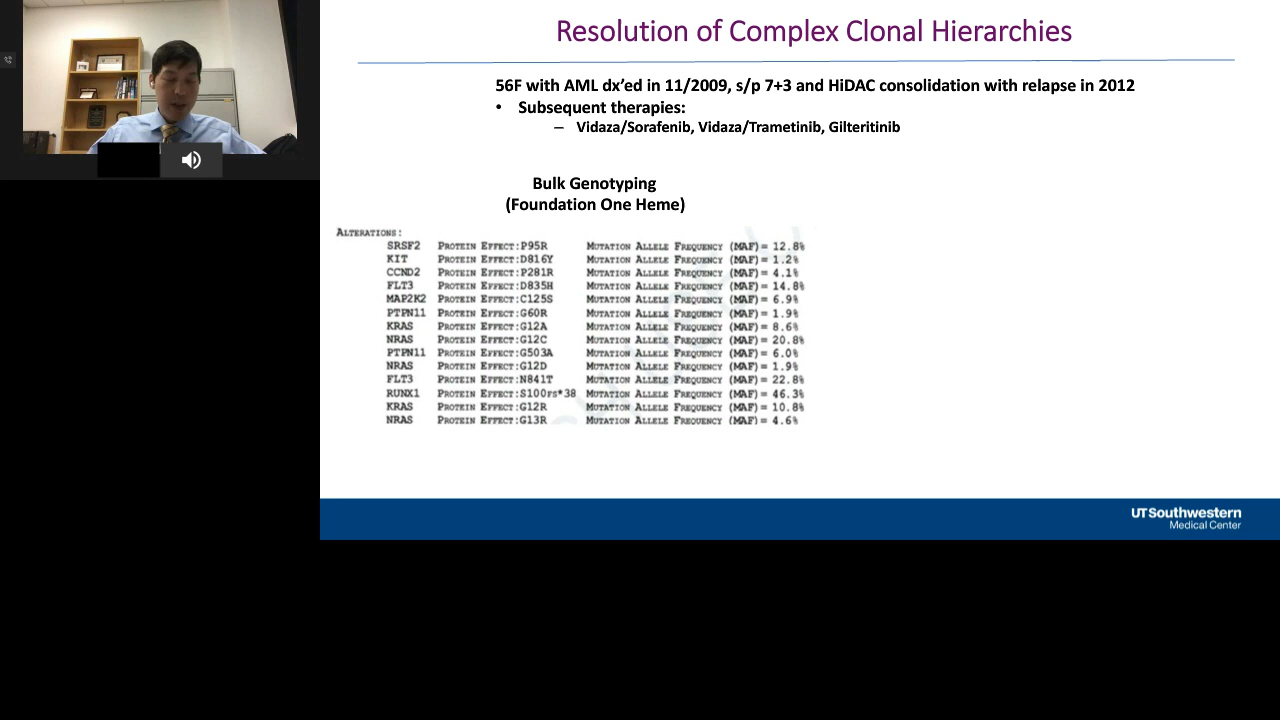 Resolution of Complex Clonal Hierarchies
56F with AML dx'ed in 11/2009, s/p 7+3 and HiDAC consolidation with relapse in 2012
• Subsequent therapies:
– Vidaza/Sorafenib, Vidaza/Trametinib, Gilteritinib
Bulk Genotyping
(Foundation One Heme)
ALTERATIONS:
SRSF2 PROTEIN EFFECT:P95R MUTATION ALLELE FREQUENCY (MAF)= 12.8%
KIT PROTEIN EFFECT:D816Y MUTATION ALLELE FREQUENCY (MAF)= 1.2%
CCND2 PROTEIN EFFECT:P281R MUTATION ALLELE FREQUENCY (MAF)= 4.1%
FLT3 PROTEIN EFFECT:D835H MUTATION ALLELE FREQUENCY (MAF)= 14.8%
MAP2K2 PROTEIN EFFECT:C125S MUTATION ALLELE FREQUENCY (MAF)= 6.9%
PTPN11 PROTEIN EFFECT:G60R MUTATION ALLELE FREQUENCY (MAF)= 1.9%
KRAS PROTEIN EFFECT:G12A MUTATION ALLELE FREQUENCY (MAF)= 8.6%
NRAS PROTEIN EFFECT:G12C MUTATION ALLELE FREQUENCY (MAF)= 20.8%
PTPN11 PROTEIN EFFECT:G503A MUTATION ALLELE FREQUENCY (MAF)= 6.0%
NRAS PROTEIN EFFECT:G12D MUTATION ALLELE FREQUENCY (MAF)= 1.9%
FLT3 PROTEIN EFFECT:N841T MUTATION ALLELE FREQUENCY (MAF)= 22.8%
RUNX1 PROTEIN EFFECT:S100FS*38 MUTATION ALLELE FREQUENCY (MAF)= 46.3%
KRAS PROTEIN EFFECT:G12R MUTATION ALLELE FREQUENCY (MAF)= 10.8%
NRAS PROTEIN EFFECT:G13R MUTATION ALLELE FREQUENCY (MAF)= 4.6%
UTSouthwestern
Medical Center